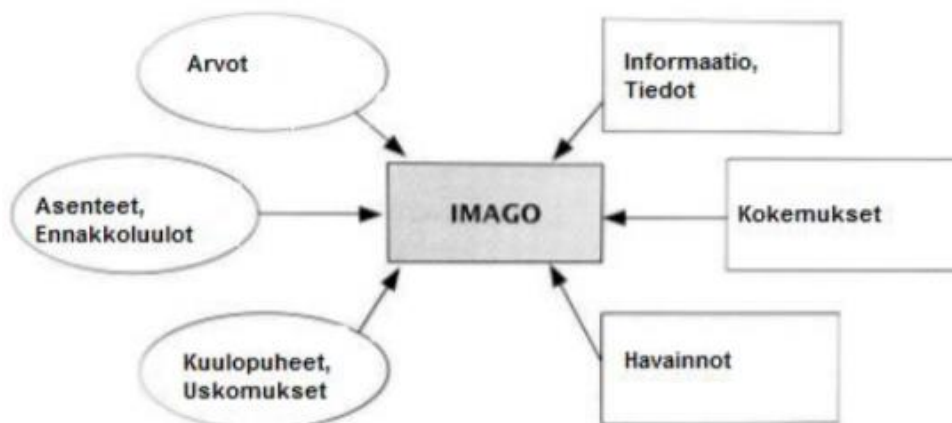 Arvot
Informaatio,
Tiedot
Asenteet,
Ennakkoluulot
IMAGO
Kokemukset
Kuulopuheet,
Uskomukset
Havainnot